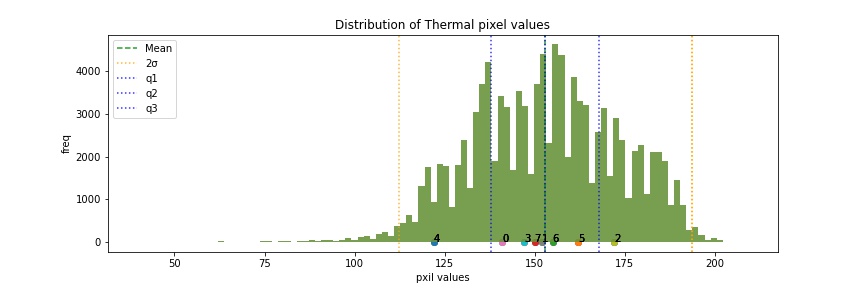 Distribution of Thermal pixel values
Mean
2σ
q1
q2
q3
freq
4000
3000
2000
1000
0
4 0 3 7 1 6 5 2
50 75 100 125 150 175 200
pxil values